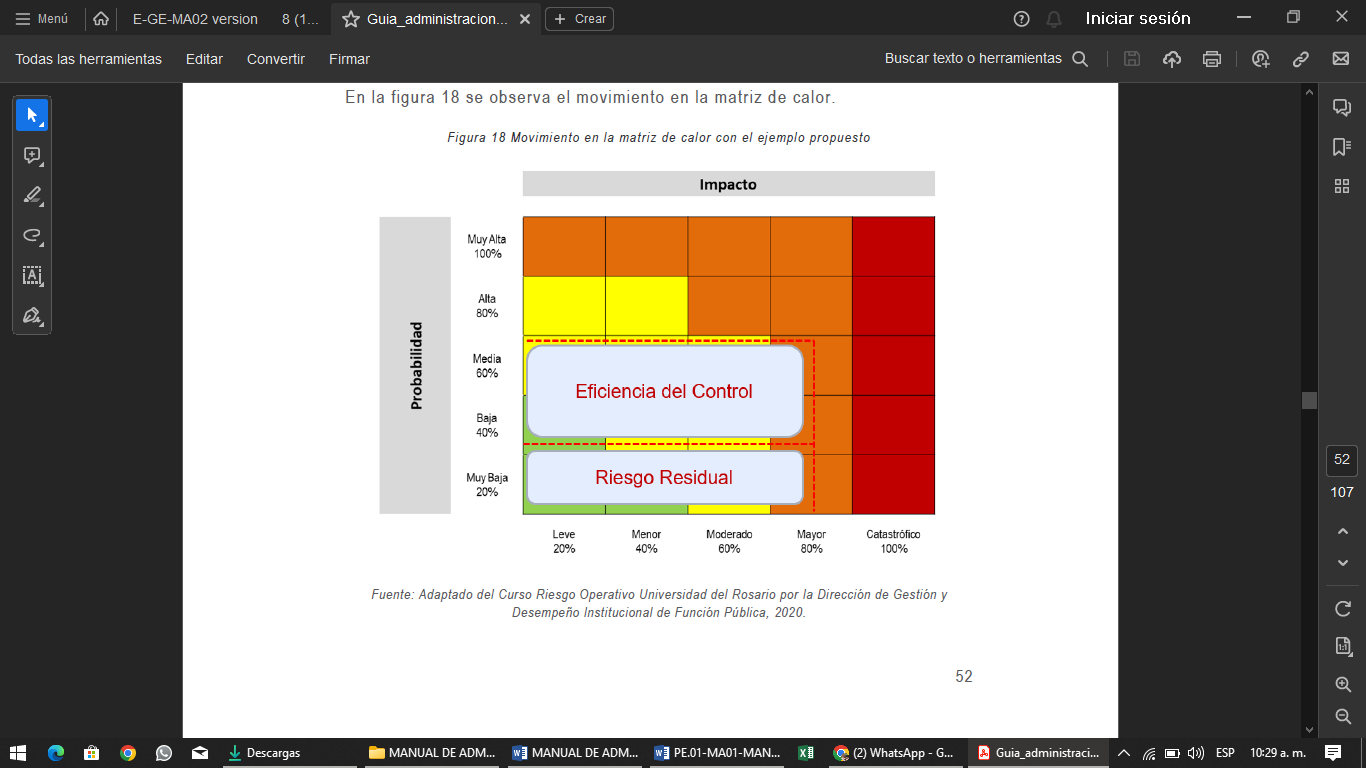 Menú
E-GE-MA02 version
8 (1...
Guia_administracion...
Crear
Iniciar sesión
Todas las herramientas
Editar
Convertir
Firmar
Buscar texto o herramientas
En la figura 18 se observa el movimiento en la matriz de calor.
Figura 18 Movimiento en la matriz de calor con el ejemplo propuesto
Impacto
Probabilidad
Muy Alta
100%
Alta
80%
Media
60%
Baja
40%
Muy Baja
20%
Eficiencia del Control
Riesgo Residual
Leve
20%
Menor
40%
Moderado
60%
Mayor
80%
Catastrófico
100%
Fuente: Adaptado del Curso Riesgo Operativo Universidad del Rosario por la Dirección de Gestión y
Desempeño Institucional de Función Pública, 2020.
52
52
107
1:1
Descargas
MANUAL DE ADM...
MANUAL DE ADM...
PE.01-MA01-MAN...
(2) WhatsApp - G...
Guia_administraci...
ESP
10:29 a. m.